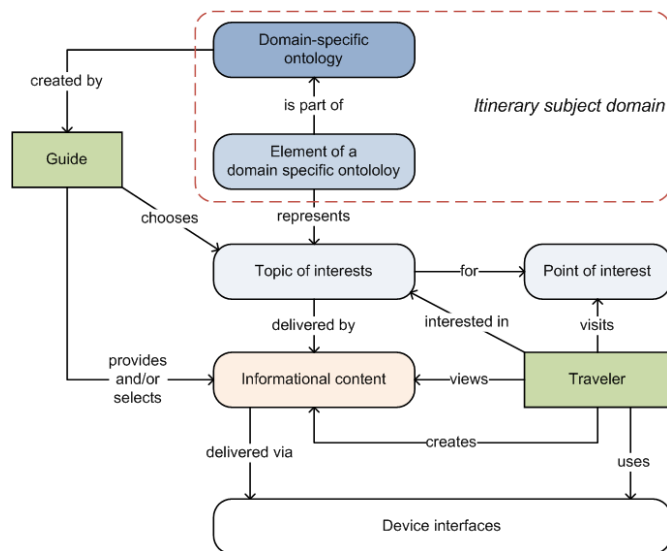 Domain-specific
ontology
created by
is part of
Itinerary subject domain
Guide
Element of a
domain specific ontololoy
chooses
represents
Topic of interests
for
Point of interest
delivered by
interested in
visits
provides
and/or
selects
Informational content
views
Traveler
delivered via
creates
uses
Device interfaces